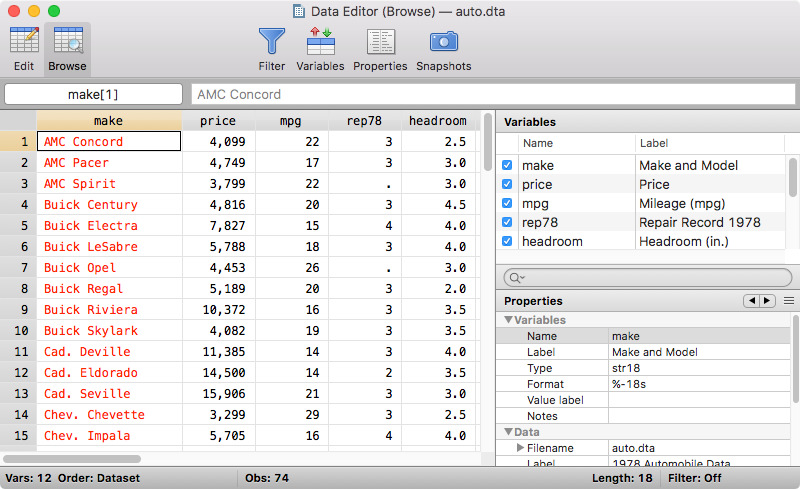 Data Editor (Browse) — auto.dta
Edit Browse Filter Variables Properties Snapshots
make[1] AMC Concord
make price mpg rep78 headroom
1 AMC Concord 4,099 22 3 2.5
2 AMC Pacer 4,749 17 3 3.0
3 AMC Spirit 3,799 22 . 3.0
4 Buick Century 4,816 20 3 4.5
5 Buick Electra 7,827 15 4 4.0
6 Buick LeSabre 5,788 18 3 4.0
7 Buick Opel 4,453 26 . 3.0
8 Buick Regal 5,189 20 3 2.0
9 Buick Riviera 10,372 16 3 3.5
10 Buick Skylark 4,082 19 3 3.5
11 Cad. Deville 11,385 14 3 4.0
12 Cad. Eldorado 14,500 14 2 3.5
13 Cad. Seville 15,906 21 3 3.0
14 Chev. Chevette 3,299 29 3 2.5
15 Chev. Impala 5,705 16 4 4.0
Variables
Name Label
make Make and Model
price Price
mpg Mileage (mpg)
rep78 Repair Record 1978
headroom Headroom (in.)
Properties
Variables
Name make
Label Make and Model
Type str18
Format %-18s
Value label
Notes
Data
Filename auto.dta
Label 1978 Automobile Data
Vars: 12 Order: Dataset Obs: 74 Length: 18 Filter: Off